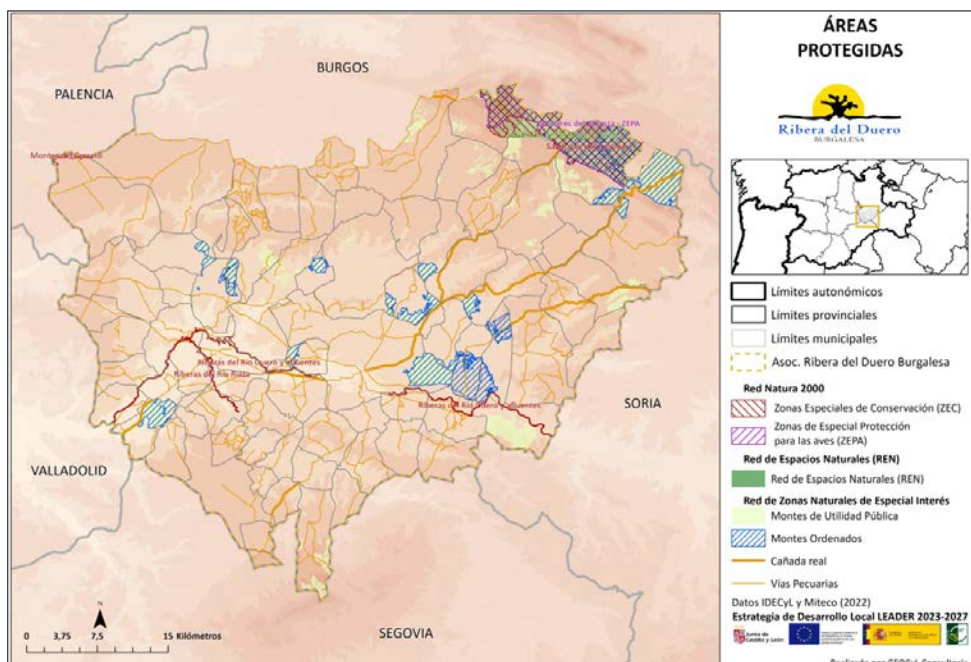 BURGOS
PALENCIA
ZEPA
Riberas del Río Duero y afluentes
Riberas del Río Riaza
Riberas del Río Duero y afluentes
SORIA
VALLADOLID
SEGOVIA
N
0 3,75 7,5 15 Kilómetros
ÁREAS
PROTEGIDAS
Ribera del Duero
BURGALESA
Límites autonómicos
Límites provinciales
Límites municipales
Asoc. Ribera del Duero Burgalesa
Red Natura 2000
Zonas Especiales de Conservación (ZEC)
Zonas de Especial Protección
para las aves (ZEPA)
Red de Espacios Naturales (REN)
Red de Espacios Naturales (REN)
Red de Zonas Naturales de Especial Interés
Montes de Utilidad Pública
Montes Ordenados
Cañada real
Vías Pecuarias
Datos IDECyL y Miteco (2022)
Estrategia de Desarrollo Local LEADER 2023-2027
Junta de
Castilla y León